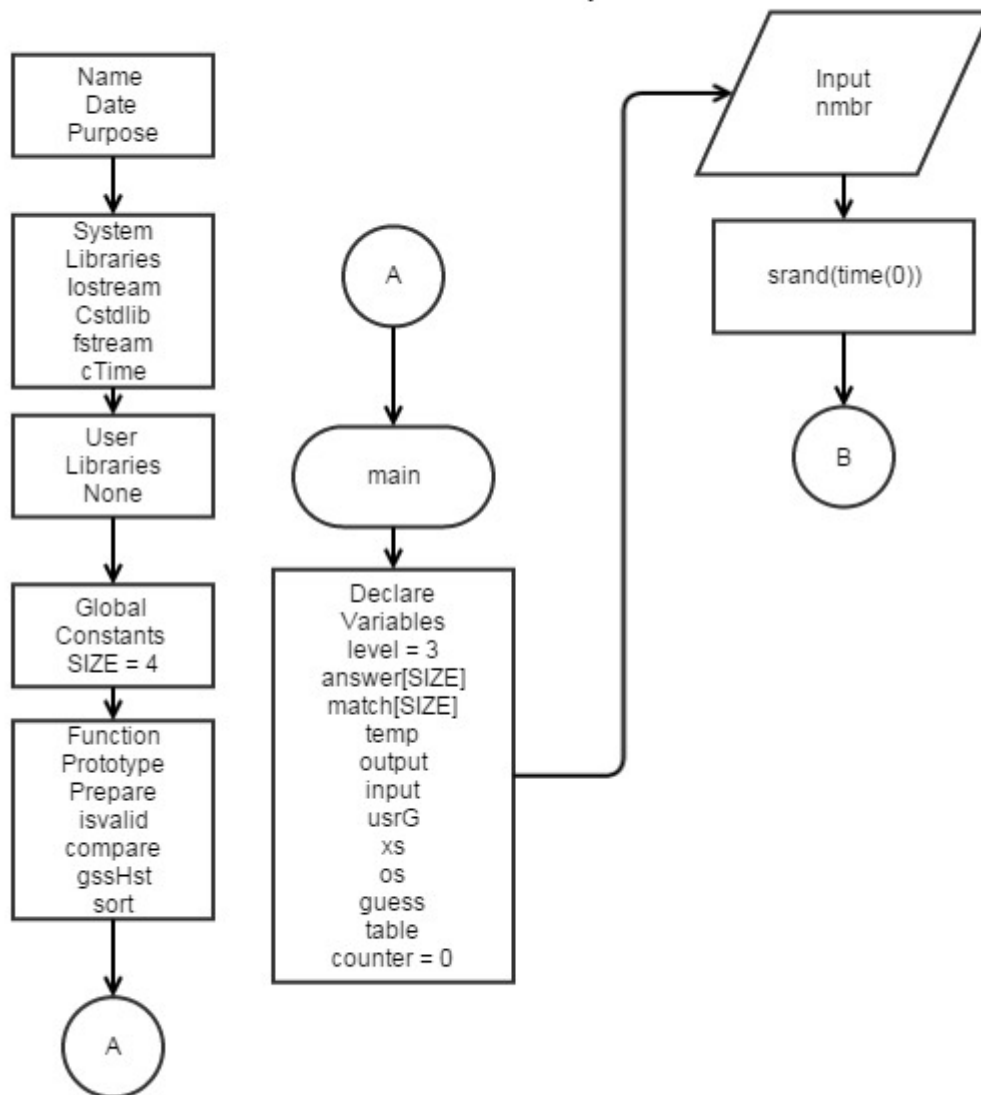 Name
Date
Purpose
System
Libraries
Iostream
Cstdlib
fstream
cTime
User
Libraries
None
Global
Constants
SIZE = 4
Function
Prototype
Prepare
isvalid
compare
gssHst
sort
A
A
main
Declare
Variables
level = 3
answer[SIZE]
match[SIZE]
temp
output
input
usrG
xs
os
guess
table
counter = 0
Input
nmbr
srand(time(0))
B